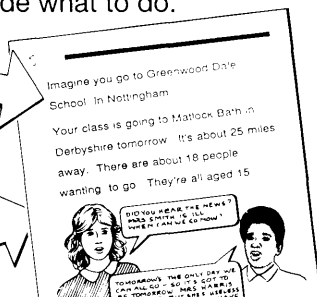 de what to do.
Imagine you go to Greenwood Dale
School In Nottingham
Your class is going to Matlock Bath in
Derbyshire tomorrow It's about 25 miles
away. There are about 18 people
wanting to go They're all aged 15
DID YOU HEAR THE NEWS?
MRS SMITH IS ILL
WHEN CAN WE GO NOW?
TOMORROW'S THE ONLY DAY WE
CAN ALL GO - SO IT'S GOT TO
BE TOMORROW MRS HARRIS
USELESS